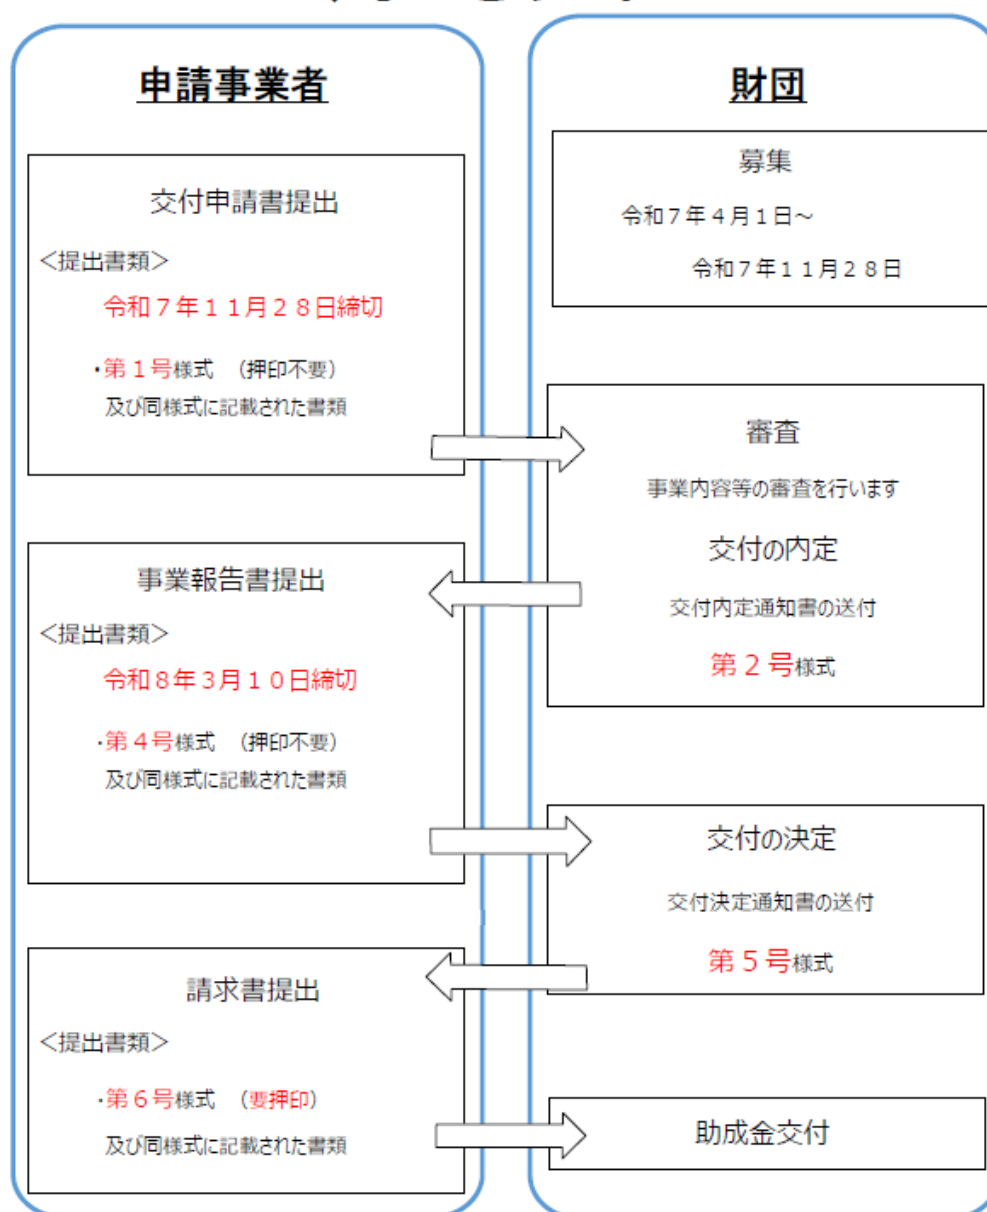 申請事業者
交付申請書提出
<提出書類>
令和7年11月28日締切
・第1号様式 (押印不要)
及び同様式に記載された書類
事業報告書提出
<提出書類>
令和8年3月10日締切
・第4号様式 (押印不要)
及び同様式に記載された書類
請求書提出
<提出書類>
・第6号様式 (要押印)
及び同様式に記載された書類
財団
募集
令和7年4月1日~
令和7年11月28日
審査
事業内容等の審査を行います
交付の内定
交付内定通知書の送付
第2号様式
交付の決定
交付決定通知書の送付
第5号様式
助成金交付